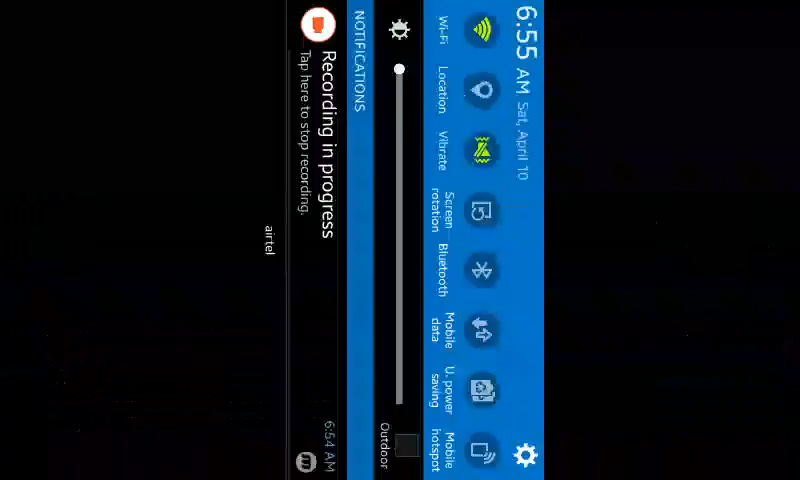 6:55 AM Sat, April 10
Wi-Fi
Location
Vibrate
Screen
rotation
Bluetooth
Mobile
data
U. power
saving
Mobile
hotspot
Outdoor
NOTIFICATIONS
Recording in progress
6:54 AM
Tap here to stop recording.
airtel